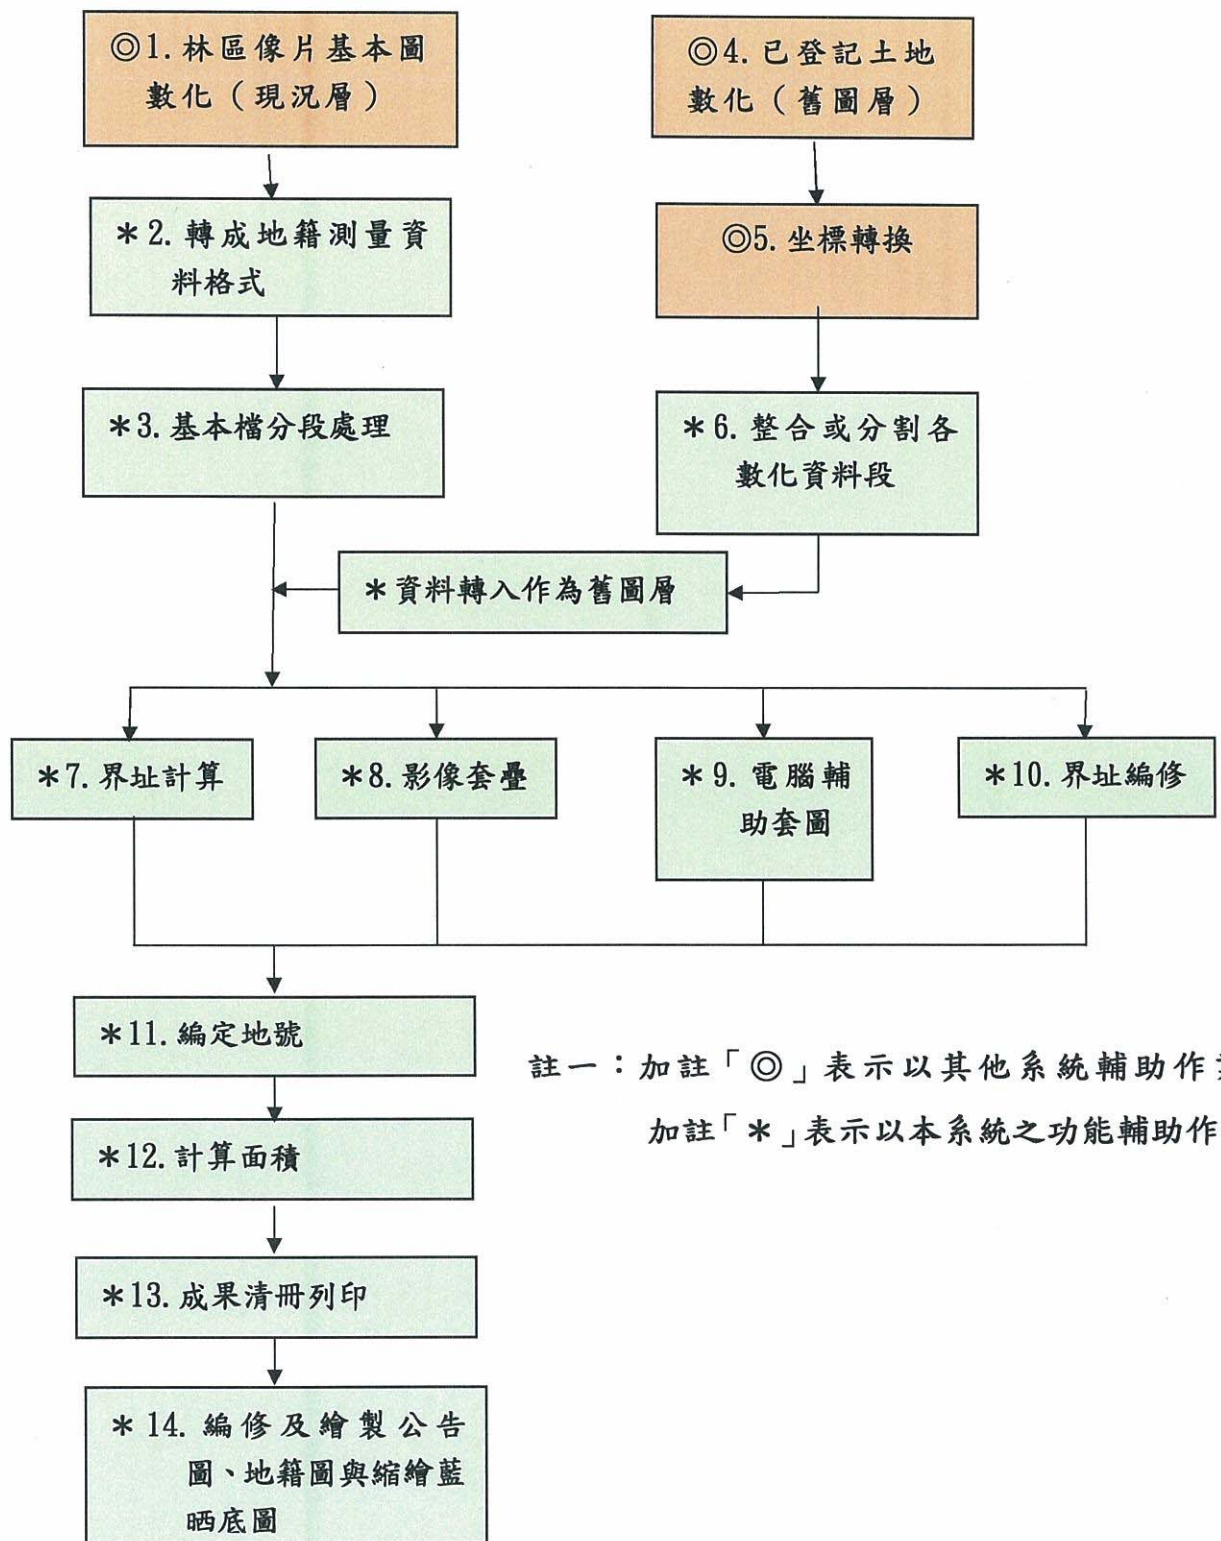 ◎1.林區像片基本圖
數化（現況層）
◎4.已登記土地
數化（舊圖層）
＊2.轉成地籍測量資
料格式
◎5.坐標轉換
＊3.基本檔分段處理
＊6.整合或分割各
數化資料段
＊資料轉入作為舊圖層
＊7.界址計算
＊8.影像套疊
＊9.電腦輔
助套圖
＊10.界址編修
＊11.編定地號
註一：加註「◎」表示以其他系統輔助作
加註「＊」表示以本系統之功能輔助作
＊12.計算面積
＊13.成果清冊列印
＊14.編修及繪製公告
圖、地籍圖與縮繪藍
晒底圖